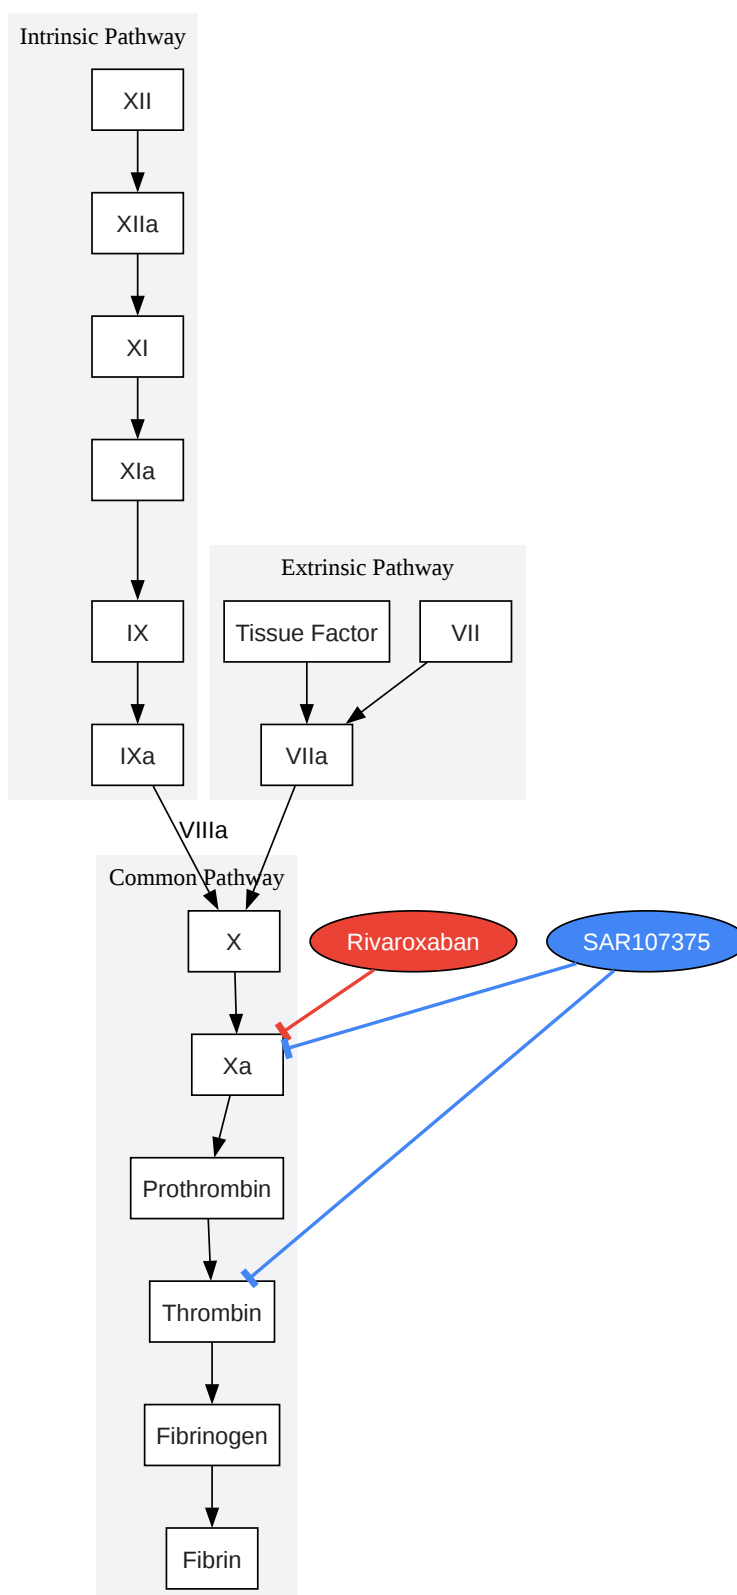 Intrinsic Pathway
XII
XIIa
XI
XIa
IX
IXa
Extrinsic Pathway
Tissue Factor
VII
VIIa
VIIIa
Common Pathway
X
Rivaroxaban
SAR107375
Xa
Prothrombin
Thrombin
Fibrinogen
Fibrin